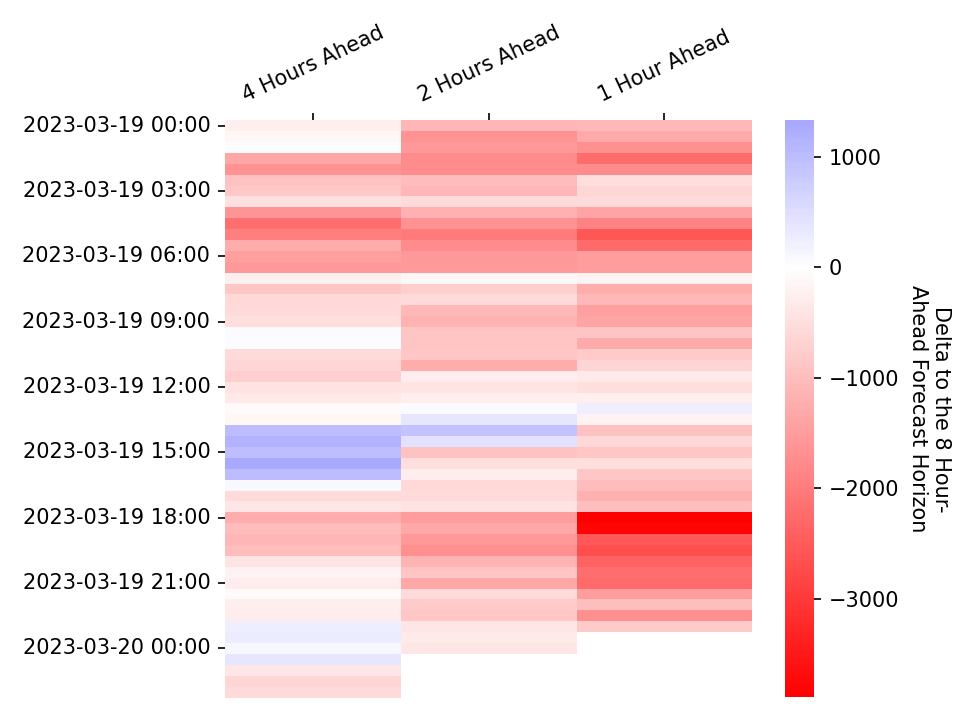 4 Hours Ahead
2 Hours Ahead
1 Hour Ahead
2023-03-19 00:00
2023-03-19 03:00
2023-03-19 06:00
2023-03-19 09:00
2023-03-19 12:00
2023-03-19 15:00
2023-03-19 18:00
2023-03-19 21:00
2023-03-20 00:00
1000
0
−1000
−2000
−3000
Delta to the 8 Hour-
Ahead Forecast Horizon